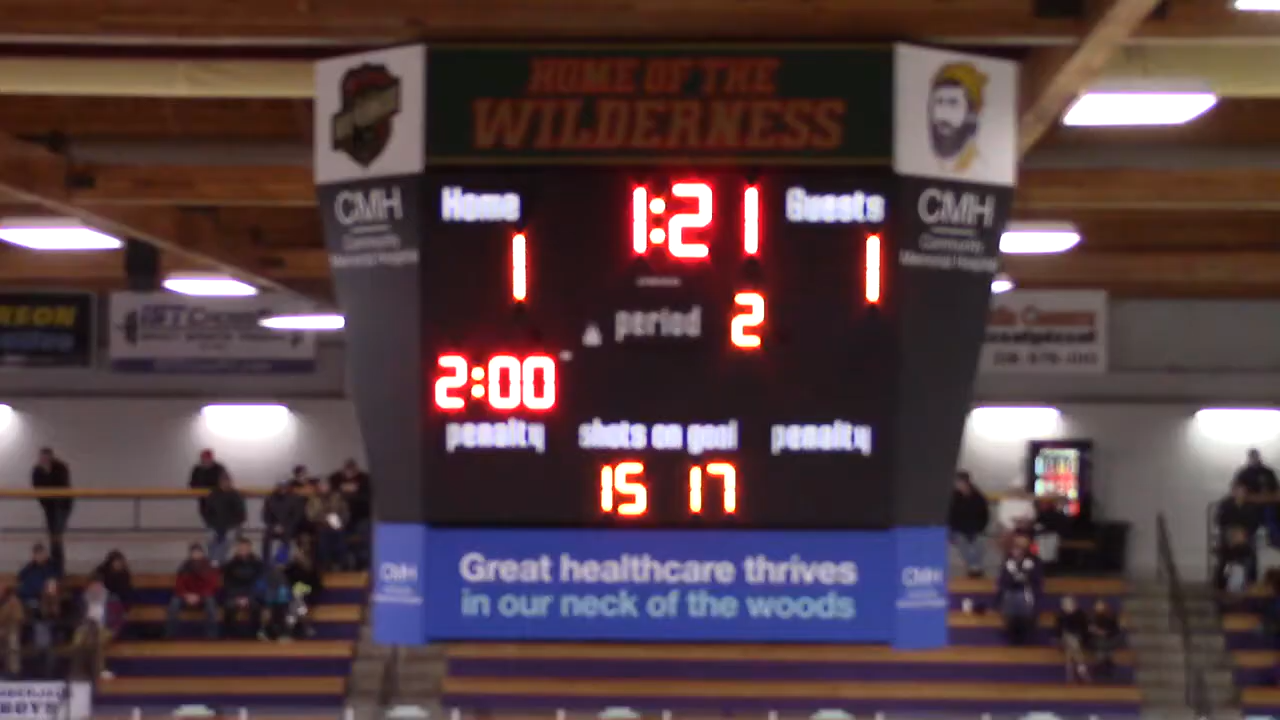 HOME OF THE
WILDERNESS
CMH
Community
Memorial Hospital
Home
1:21
Guests
CMH
Community
Memorial Hospital
1
1
period 2
2:00
penalty
shots on goal
penalty
15 17
CMH
Great healthcare thrives
in our neck of the woods
CMH